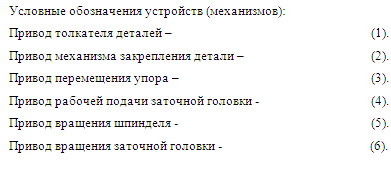 Условные обозначения устройств (механизмов):
Привод толкателя деталей – (1).
Привод механизма закрепления детали – (2).
Привод перемещения упора – (3).
Привод рабочей подачи заточной головки - (4).
Привод вращения шпинделя - (5).
Привод вращения заточной головки - (6).